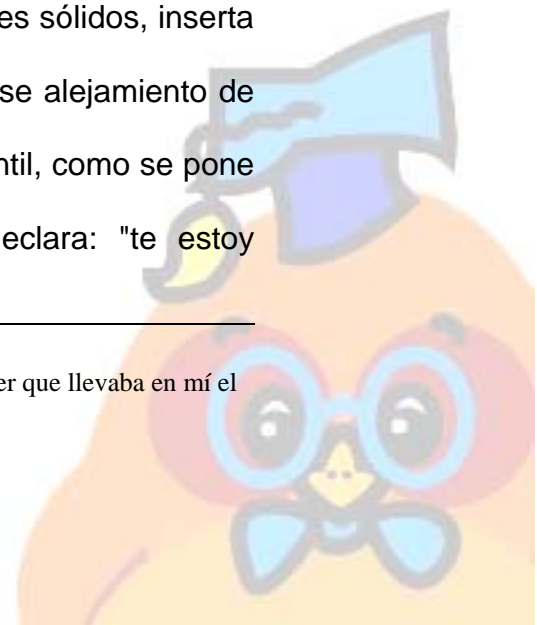 es sólidos, inserta
se alejamiento de
ntil, como se pone
eclara: "te estoy
er que llevaba en mí el